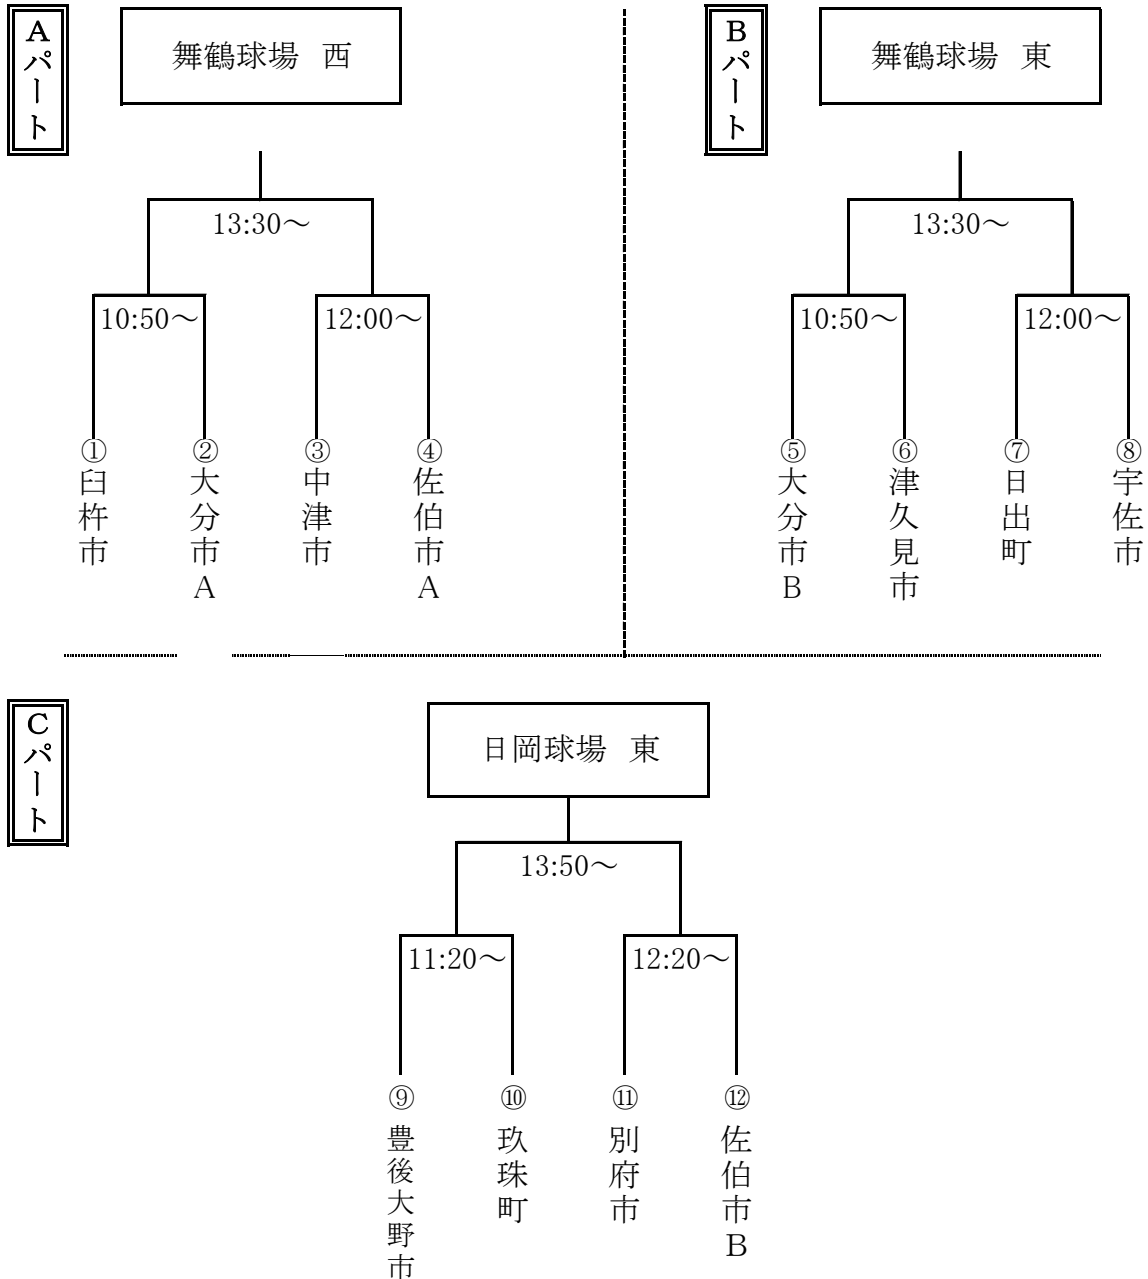 Aパート
舞鶴球場 西
13:30～
10:50～
12:00～
①臼杵市
②大分市A
③中津市
④佐伯市A
Bパート
舞鶴球場 東
13:30～
10:50～
12:00～
⑤大分市B
⑥津久見市
⑦日出町
⑧宇佐市
Cパート
日岡球場 東
13:50～
11:20～
12:20～
⑨豊後大野市
⑩玖珠町
⑪別府市
⑫佐伯市B